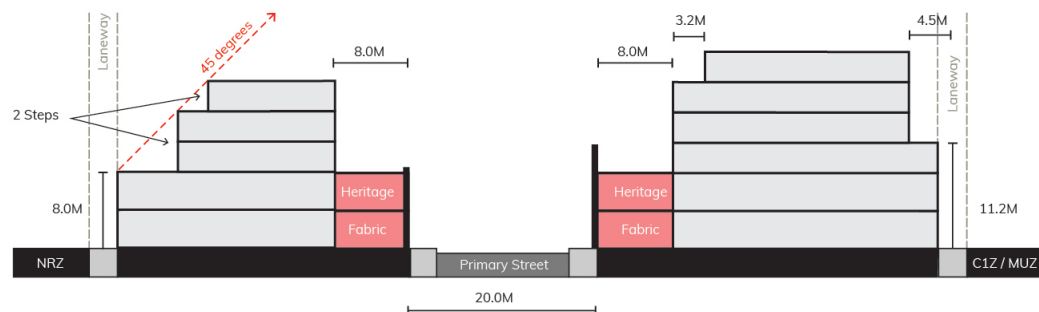 Laneway
45 degrees
8.0M
2 Steps
Heritage
Fabric
8.0M
NRZ
Primary Street
20.0M
3.2M
4.5M
8.0M
Laneway
Heritage
Fabric
11.2M
C1Z / MUZ